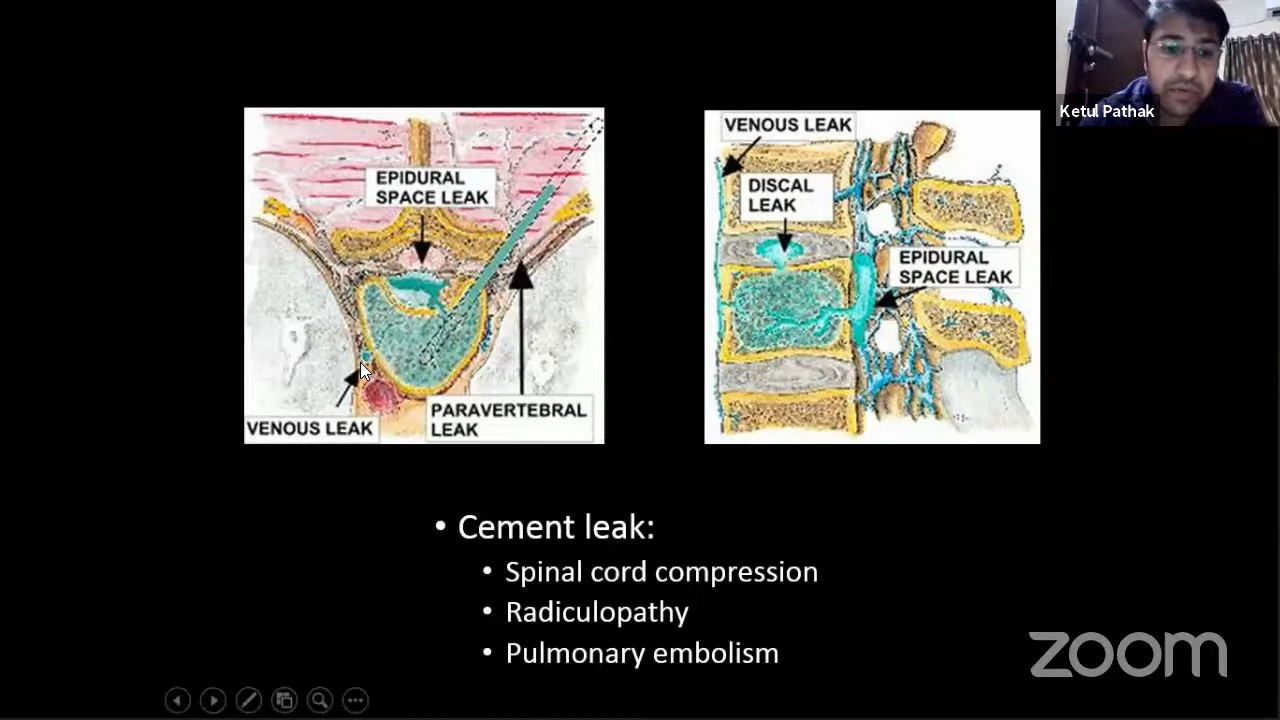 Ketul Pathak
EPIDURAL
SPACE LEAK
VENOUS LEAK
PARAVERTEBRAL
LEAK
VENOUS LEAK
DISCAL
LEAK
EPIDURAL
SPACE LEAK
• Cement leak:
• Spinal cord compression
• Radiculopathy
• Pulmonary embolism
zoom